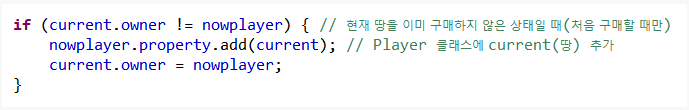 if (current.owner != nowplayer) { // 현재 땅을 이미 구매하지 않은 상태일 때(처음 구매할 때만)
    nowplayer.property.add(current); // Player 클래스에 current(땅) 추가
    current.owner = nowplayer;
}